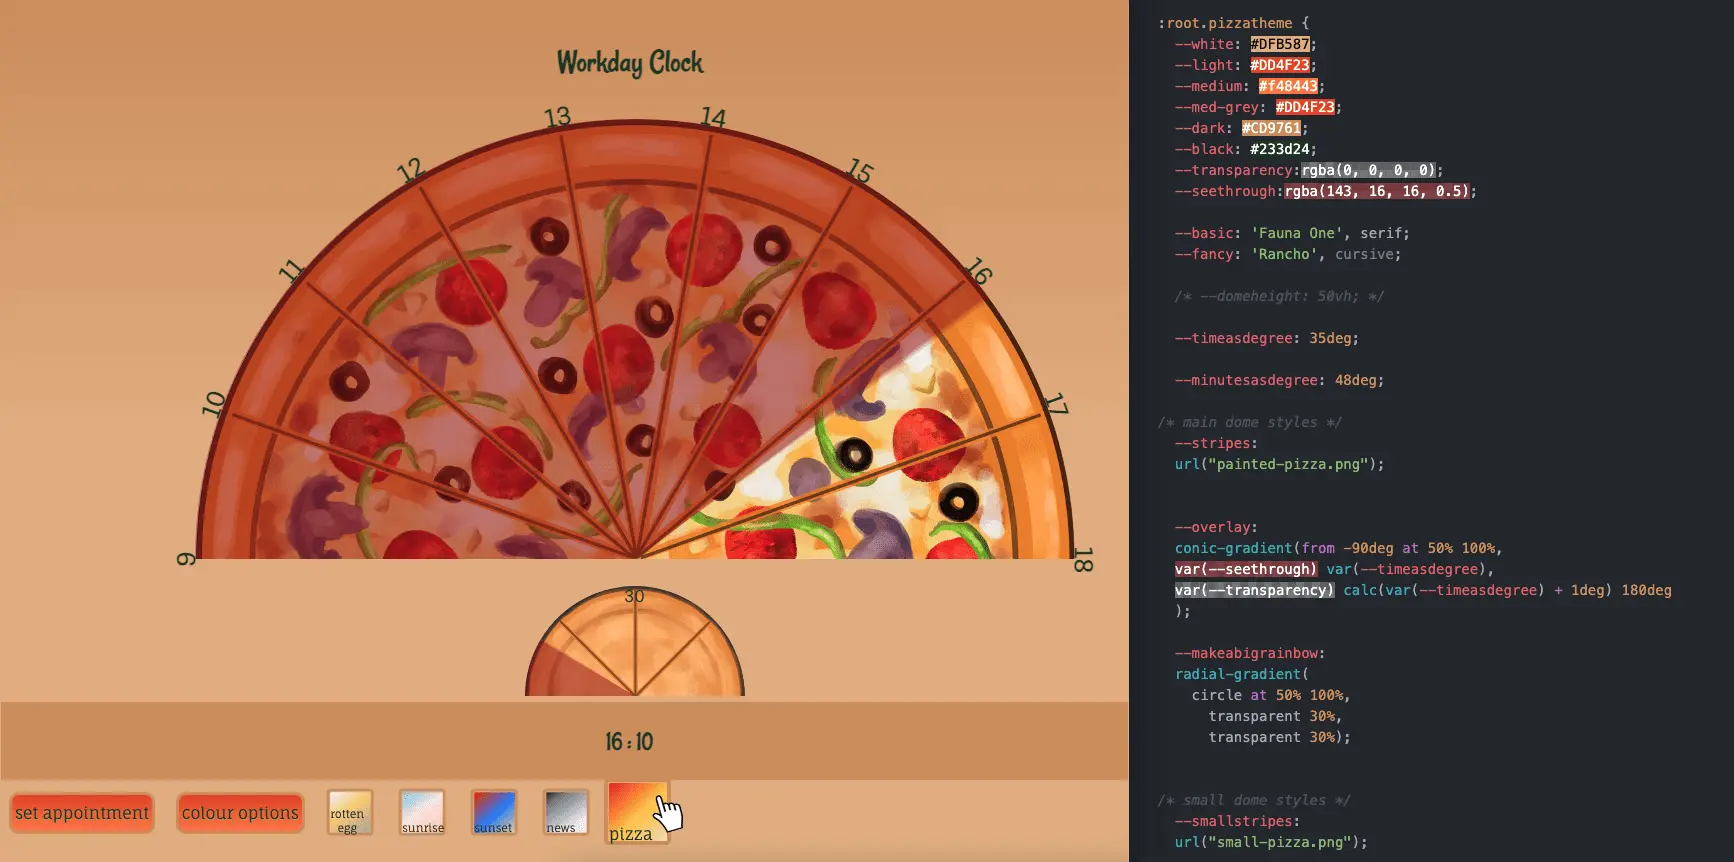 Workday Clock
9
10
11
12
13
14
15
16
17
18
30
16:10
set appointment
colour options
rotten
egg
sunrise
sunset
news
pizza
:root.pizzatheme {
--white: #DFB587;
--light: #DD4F23;
--medium: #f48443;
--med-grey: #DD4F23;
--dark: #CD9761;
--black: #233d24;
--transparency:rgba(0, 0, 0, 0);
--seethrough:rgba(143, 16, 16, 0.5);
--basic: 'Fauna One', serif;
--fancy: 'Rancho', cursive;
/* --domeheight: 50vh; */
--timeasdegree: 35deg;
--minutesasdegree: 48deg;
/* main dome styles */
--stripes:
url("painted-pizza.png");
--overlay:
conic-gradient(from -90deg at 50% 100%,
var(--seethrough) var(--timeasdegree),
var(--transparency) calc(var(--timeasdegree) + 1deg) 180deg
);
--makeabigrainbow:
radial-gradient(
circle at 50% 100%,
transparent 30%,
transparent 30%);
/* small dome styles */
--smallstripes:
url("small-pizza.png");